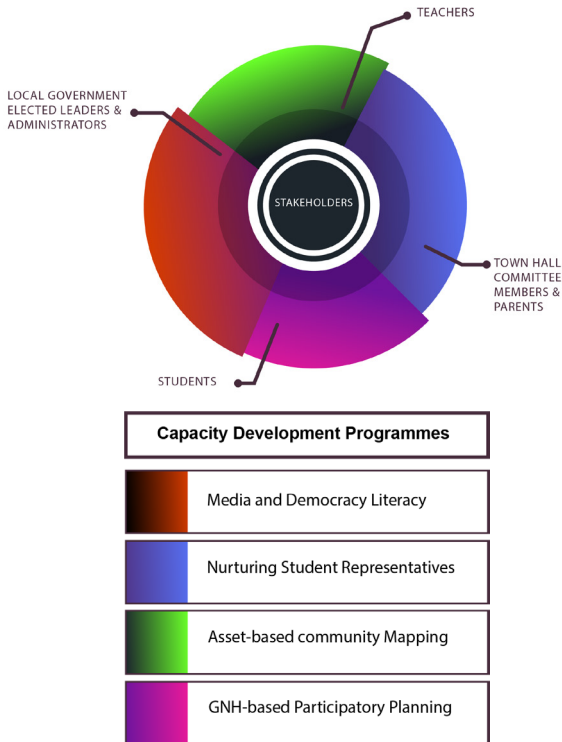 TEACHERS
LOCAL GOVERNMENT
ELECTED LEADERS &
ADMINISTRATORS
STAKEHOLDERS
TOWN HALL
COMMITTEE
MEMBERS &
PARENTS
STUDENTS
Capacity Development Programmes
Media and Democracy Literacy
Nurturing Student Representatives
Asset-based community Mapping
GNH-based Participatory Planning